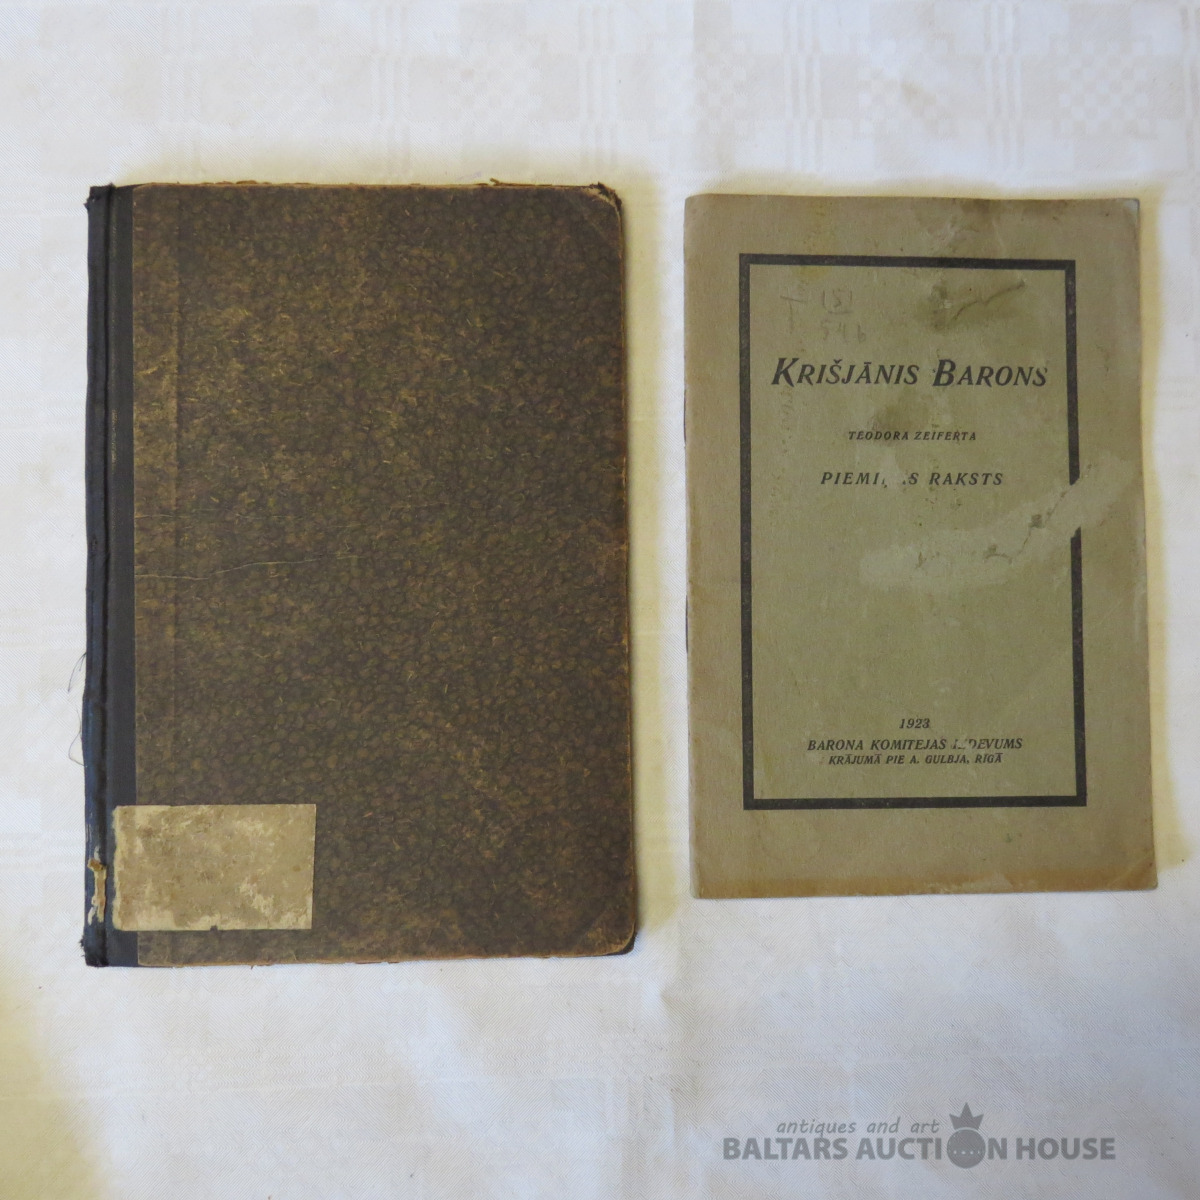 KRIŠJĀNIS BARONS
TEODORA ZEIFERTA
RAKSTS
1923
BARONA KOMITEJAS
KRĀJUMĀ PIE A. GULBJA, RĪGĀ
antiques and art
BALTARS AUCTION HOUSE